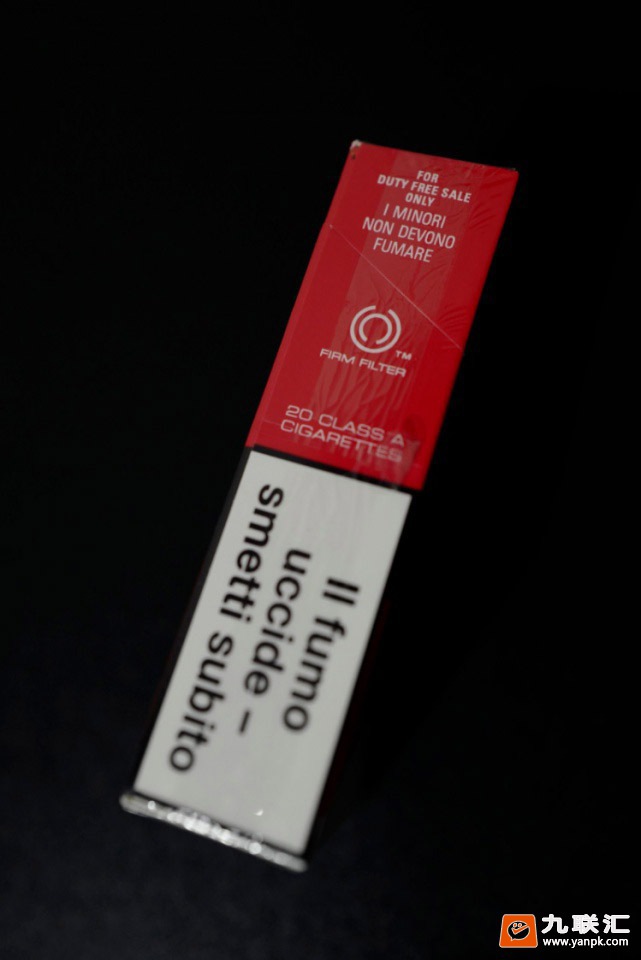 FOR
DUTY FREE SALE
ONLY
I MINORI
NON DEVONO
FUMARE
TM
FIRM FILTER
20 CLASS A
CIGARETTES
Il fumo
uccide –
smetti subito
九联汇
www.yanpk.com